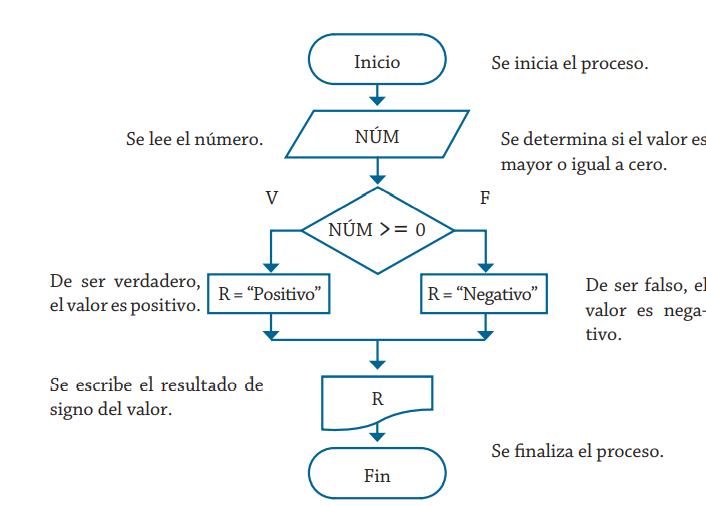 Inicio
Se inicia el proceso.
Se lee el número.
NÚM
Se determina si el valor es
mayor o igual a cero.
V
F
NÚM >= 0
De ser verdadero,
el valor es positivo.
R = “Positivo”
R = “Negativo”
De ser falso, el
valor es nega-
tivo.
Se escribe el resultado de
signo del valor.
R
Se finaliza el proceso.
Fin